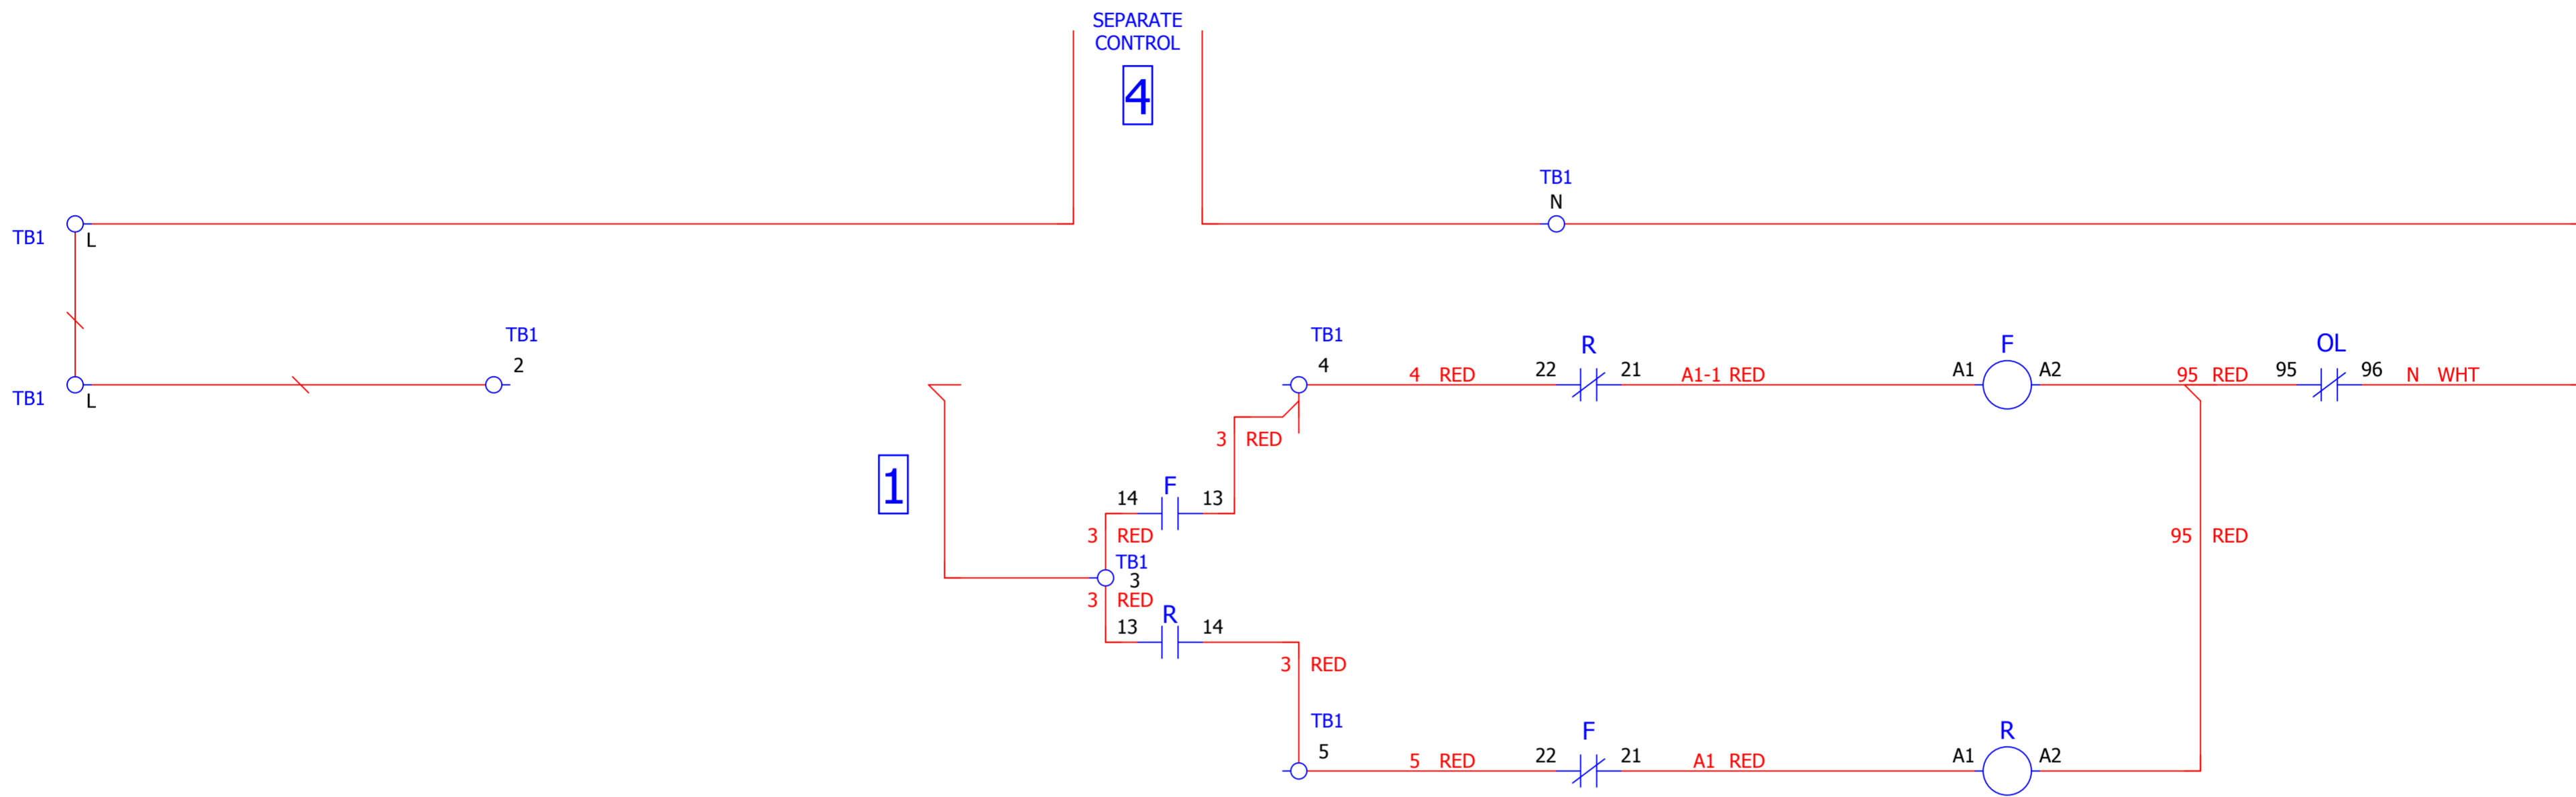 SEPARATE
CONTROL
4
TB1
N
TB1
L
TB1
2
TB1
4
R
22
21
4 RED
A1-1 RED
F
A1
A2
95 RED
OL
95
96
N WHT
TB1
L
3 RED
1
F
14
13
3 RED
95 RED
TB1
3
3 RED
R
13
14
3 RED
TB1
5
F
22
21
5 RED
A1 RED
R
A1
A2